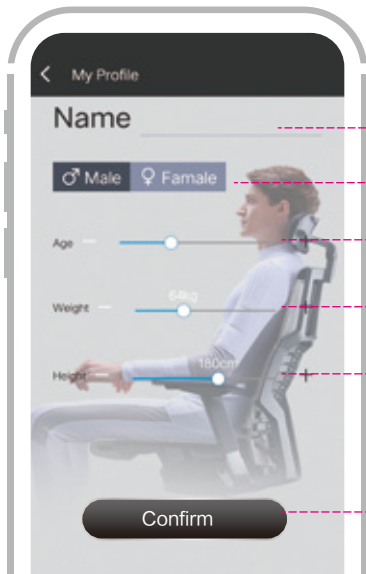 My Profile
Name
♂ Male ♀ Famale
Age
64kg
Weight
180cm
Height
Confirm